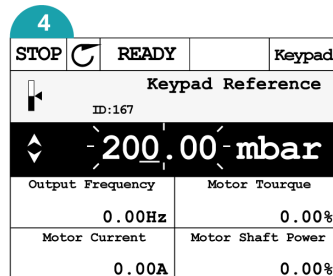 4
STOP READY Keypad
Keypad Reference
ID:167
200.00 mbar
Output Frequency Motor Tourque
0.00Hz 0.00%
Motor Current Motor Shaft Power
0.00A 0.00%